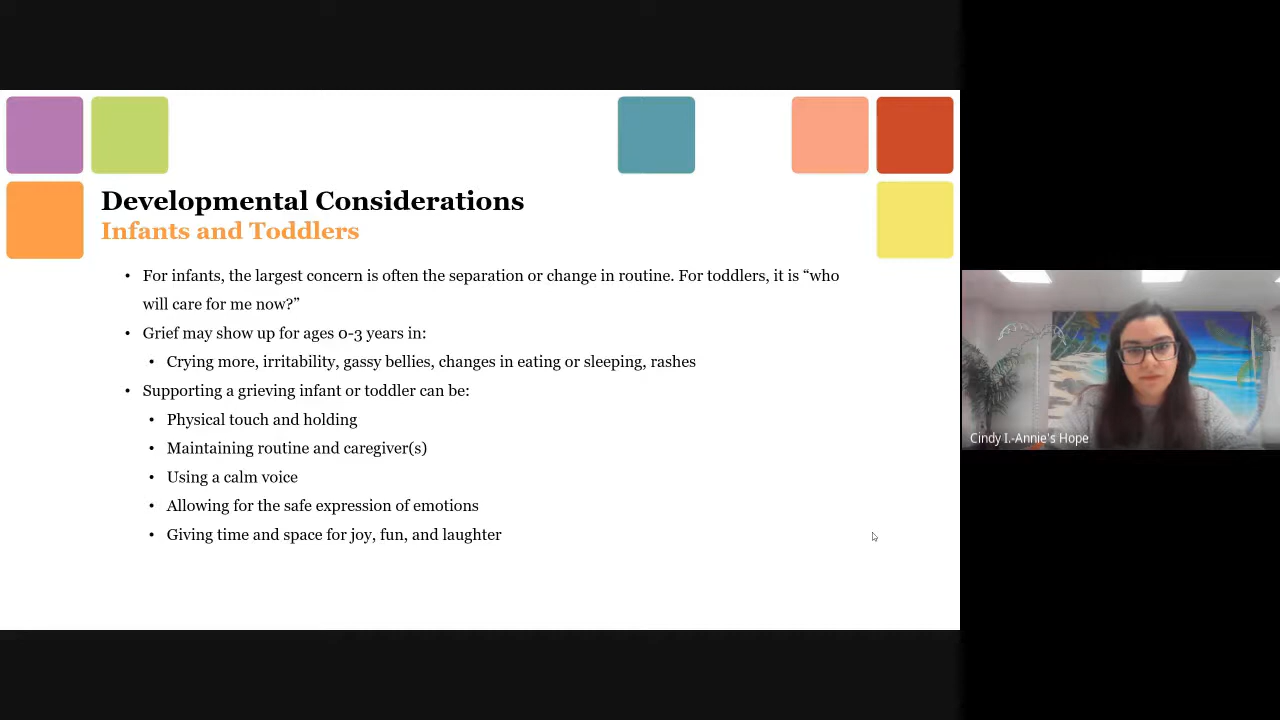 Developmental Considerations
Infants and Toddlers
• For infants, the largest concern is often the separation or change in routine. For toddlers, it is “who
will care for me now?”
• Grief may show up for ages 0-3 years in:
• Crying more, irritability, gassy bellies, changes in eating or sleeping, rashes
• Supporting a grieving infant or toddler can be:
• Physical touch and holding
• Maintaining routine and caregiver(s)
• Using a calm voice
• Allowing for the safe expression of emotions
• Giving time and space for joy, fun, and laughter
Cindy I.-Annie's Hope